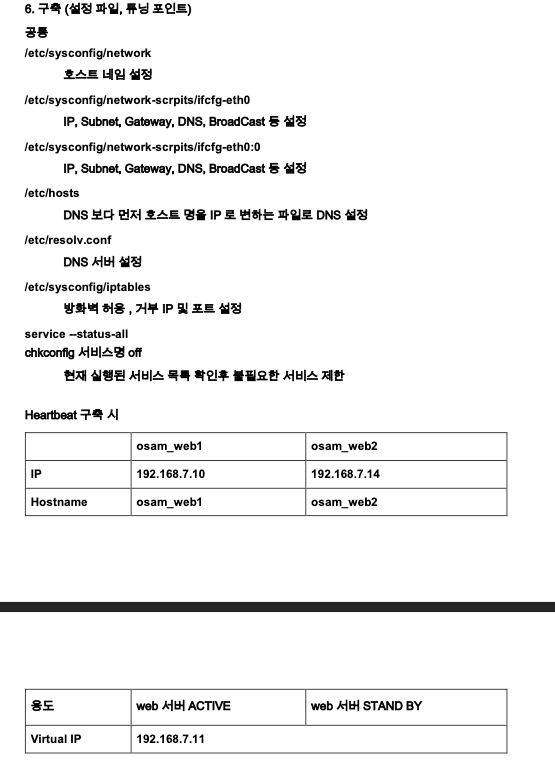 6. 구축 (설정 파일, 튜닝 포인트)
공통
/etc/sysconfig/network
호스트 네임 설정
/etc/sysconfig/network-scrpits/ifcfg-eth0
IP, Subnet, Gateway, DNS, BroadCast 등 설정
/etc/sysconfig/network-scrpits/ifcfg-eth0:0
IP, Subnet, Gateway, DNS, BroadCast 등 설정
/etc/hosts
DNS 보다 먼저 호스트 명을 IP 로 변하는 파일로 DNS 설정
/etc/resolv.conf
DNS 서버 설정
/etc/sysconfig/iptables
방화벽 허용 , 거부 IP 및 포트 설정
service --status-all
chkconfig 서비스명 off
현재 실행된 서비스 목록 확인후 불필요한 서비스 제한
Heartbeat 구축 시
osam_web1 osam_web2
IP 192.168.7.10 192.168.7.14
Hostname osam_web1 osam_web2
용도 web 서버 ACTIVE web 서버 STAND BY
Virtual IP 192.168.7.11